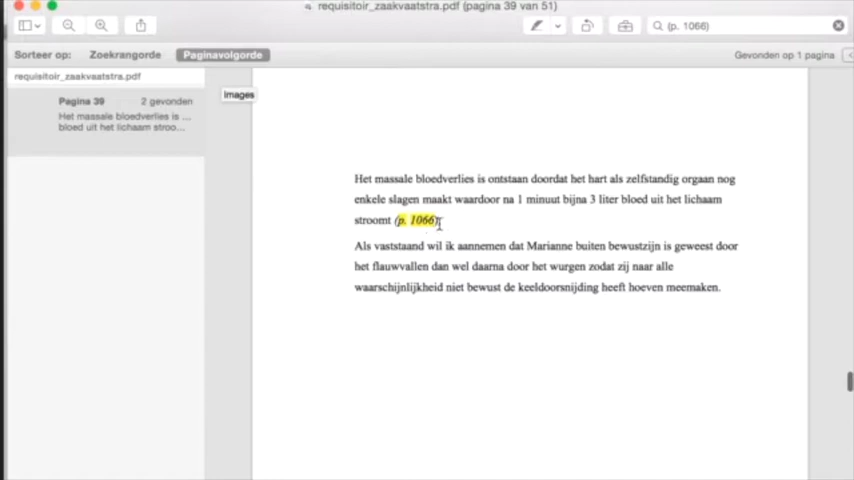 requisitoir_zaakvaatstra.pdf (pagina 39 van 51)
(p. 1066)
Sorteer op: Zoekrangorde Paginavolgorde Gevonden op 1 pagina
requisitoir_zaakvaatstra.pdf
Images
Pagina 39 2 gevonden
Het massale bloedverlies is ...
bloed uit het lichaam stroo...
Het massale bloedverlies is ontstaan doordat het hart als zelfstandig orgaan nog
enkele slagen maakt waardoor na 1 minuut bijna 3 liter bloed uit het lichaam
stroomt (p. 1066)
Als vaststaand wil ik aannemen dat Marianne buiten bewustzijn is geweest door
het flauwvallen dan wel daarna door het wurgen zodat zij naar alle
waarschijnlijkheid niet bewust de keeldoorsnijding heeft hoeven meemaken.